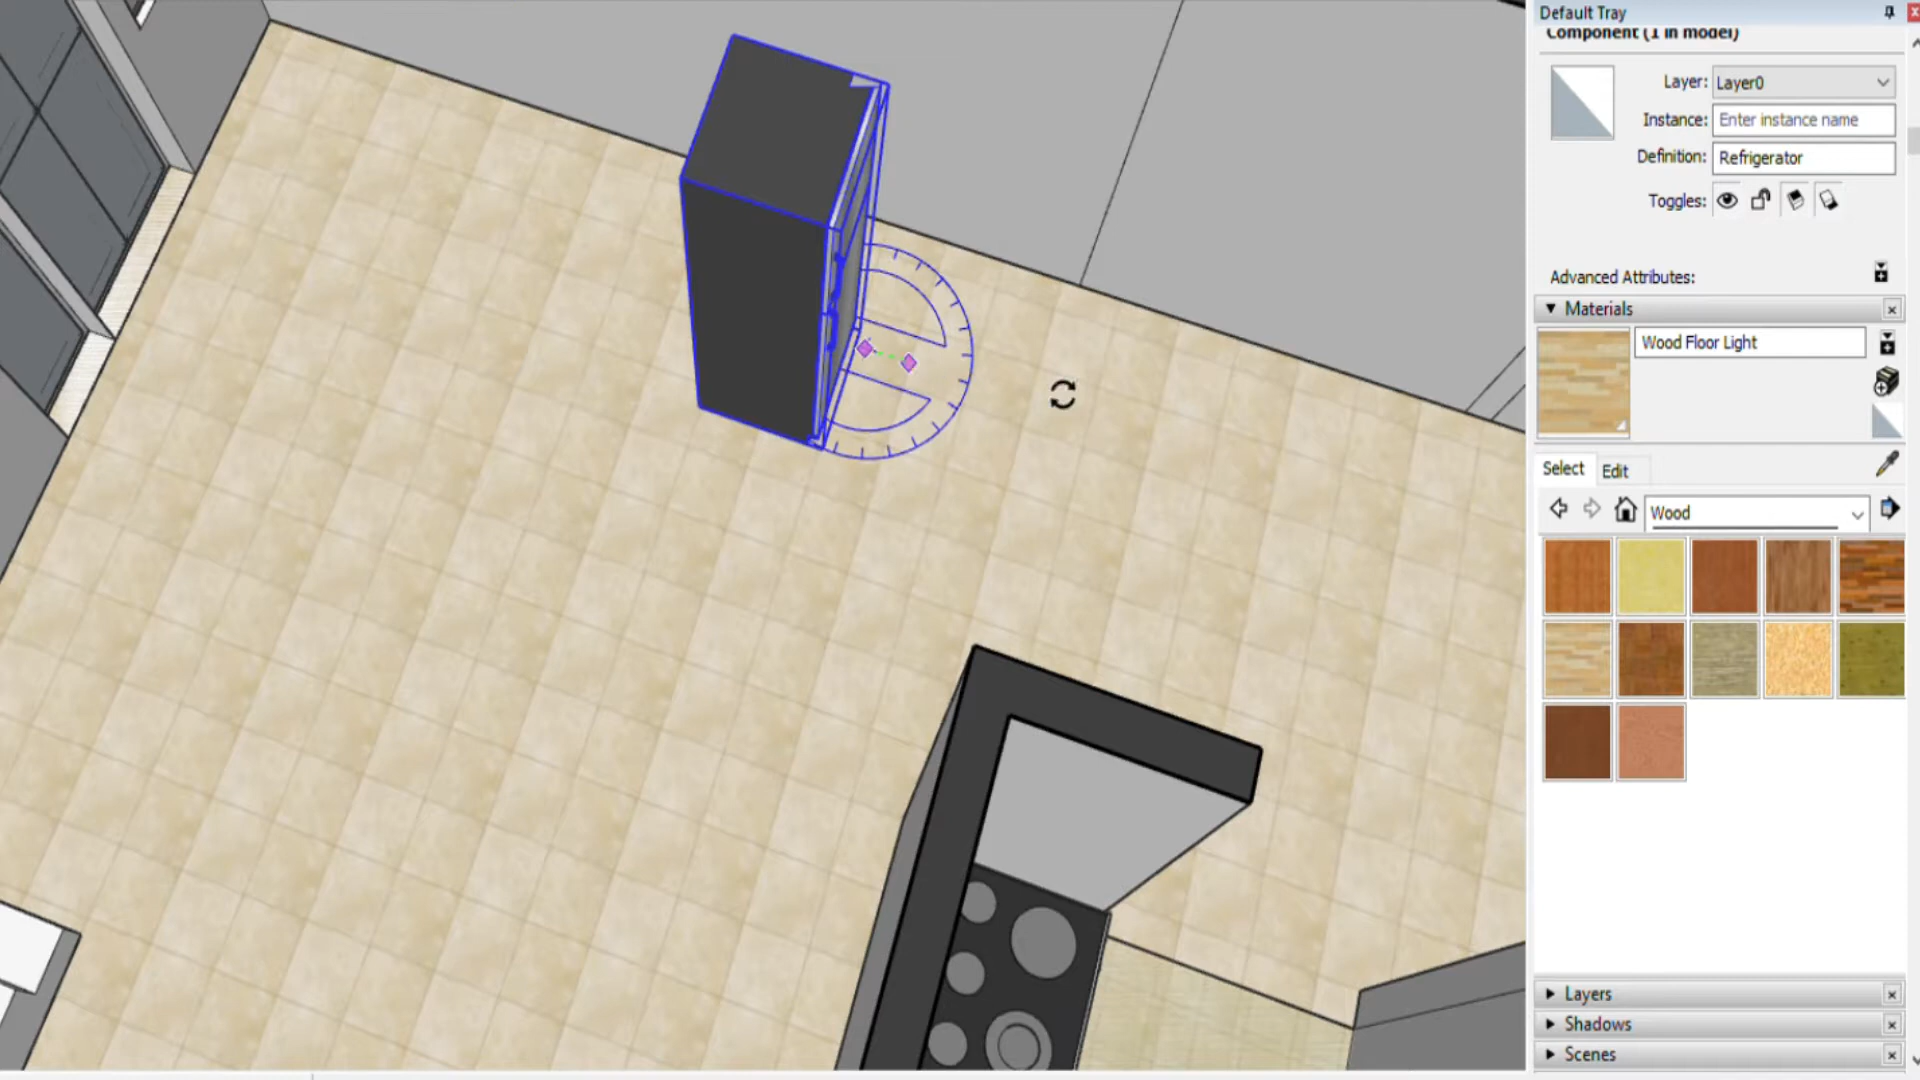 Default Tray
Component (1 in model)
Layer: Layer0
Instance: Enter instance name
Definition: Refrigerator
Toggles:
Advanced Attributes:
Materials
Wood Floor Light
Select Edit
Wood
Layers
Shadows
Scenes